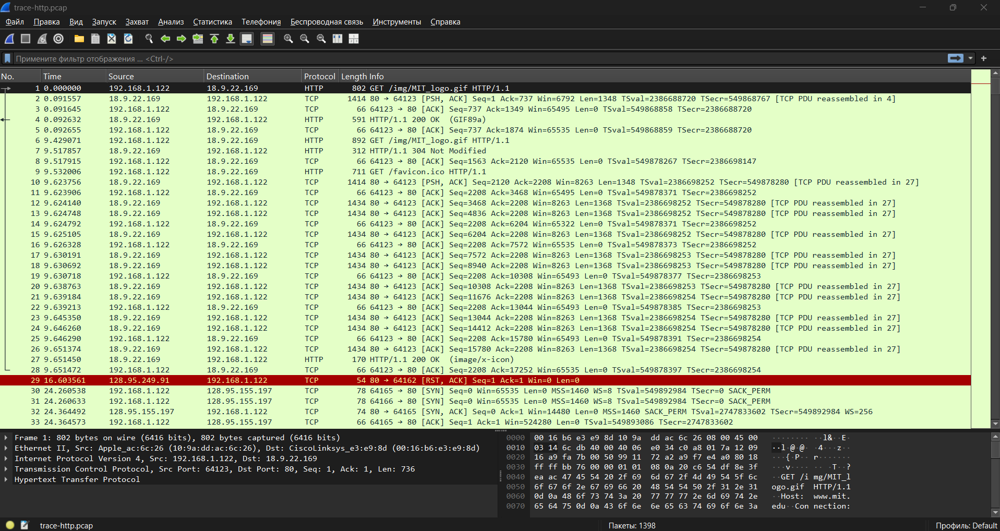 trace-http.pcap
Файл Правка Вид Запуск Захват Анализ Статистика Телефония Беспроводная связь Инструменты Справка
Примените фильтр отображения ... <Ctrl-/>
No. Time Source Destination Protocol Length Info
1 0.000000 192.168.1.122 18.9.22.169 HTTP 802 GET /img/MIT_logo.gif HTTP/1.1
2 0.091557 18.9.22.169 192.168.1.122 TCP 1414 80 → 64123 [PSH, ACK] Seq=1 Ack=737 Win=6792 Len=1348 TSval=2386688720 TSecr=549868767 [TCP PDU reassembled in 4]
3 0.091645 192.168.1.122 18.9.22.169 TCP 66 64123 → 80 [ACK] Seq=737 Ack=1349 Win=65495 Len=0 TSval=549868858 TSecr=2386688720
4 0.092632 18.9.22.169 192.168.1.122 HTTP 591 HTTP/1.1 200 OK  (GIF89a)
5 0.092655 192.168.1.122 18.9.22.169 TCP 66 64123 → 80 [ACK] Seq=737 Ack=1874 Win=65535 Len=0 TSval=549868859 TSecr=2386688720
6 9.429071 192.168.1.122 18.9.22.169 HTTP 892 GET /img/MIT_logo.gif HTTP/1.1
7 9.517857 18.9.22.169 192.168.1.122 HTTP 312 HTTP/1.1 304 Not Modified
8 9.517915 192.168.1.122 18.9.22.169 TCP 66 64123 → 80 [ACK] Seq=1563 Ack=2120 Win=65535 Len=0 TSval=549878267 TSecr=2386698147
9 9.532006 192.168.1.122 18.9.22.169 HTTP 711 GET /favicon.ico HTTP/1.1
10 9.623756 18.9.22.169 192.168.1.122 TCP 1414 80 → 64123 [PSH, ACK] Seq=2120 Ack=2208 Win=8263 Len=1348 TSval=2386698252 TSecr=549878280 [TCP PDU reassembled in 27]
11 9.623906 192.168.1.122 18.9.22.169 TCP 66 64123 → 80 [ACK] Seq=2208 Ack=3468 Win=65495 Len=0 TSval=549878371 TSecr=2386698252
12 9.624140 18.9.22.169 192.168.1.122 TCP 1434 80 → 64123 [ACK] Seq=3468 Ack=2208 Win=8263 Len=1368 TSval=2386698252 TSecr=549878280 [TCP PDU reassembled in 27]
13 9.624748 18.9.22.169 192.168.1.122 TCP 1434 80 → 64123 [ACK] Seq=4836 Ack=2208 Win=8263 Len=1368 TSval=2386698252 TSecr=549878280 [TCP PDU reassembled in 27]
14 9.624792 192.168.1.122 18.9.22.169 TCP 66 64123 → 80 [ACK] Seq=2208 Ack=6204 Win=65322 Len=0 TSval=549878371 TSecr=2386698252
15 9.625105 18.9.22.169 192.168.1.122 TCP 1434 80 → 64123 [ACK] Seq=6204 Ack=2208 Win=8263 Len=1368 TSval=2386698252 TSecr=549878280 [TCP PDU reassembled in 27]
16 9.626328 192.168.1.122 18.9.22.169 TCP 66 64123 → 80 [ACK] Seq=2208 Ack=7572 Win=65535 Len=0 TSval=549878373 TSecr=2386698252
17 9.630191 18.9.22.169 192.168.1.122 TCP 1434 80 → 64123 [ACK] Seq=7572 Ack=2208 Win=8263 Len=1368 TSval=2386698253 TSecr=549878280 [TCP PDU reassembled in 27]
18 9.630692 18.9.22.169 192.168.1.122 TCP 1434 80 → 64123 [ACK] Seq=8940 Ack=2208 Win=8263 Len=1368 TSval=2386698253 TSecr=549878280 [TCP PDU reassembled in 27]
19 9.630718 192.168.1.122 18.9.22.169 TCP 66 64123 → 80 [ACK] Seq=2208 Ack=10308 Win=65493 Len=0 TSval=549878377 TSecr=2386698253
20 9.638763 18.9.22.169 192.168.1.122 TCP 1434 80 → 64123 [ACK] Seq=10308 Ack=2208 Win=8263 Len=1368 TSval=2386698253 TSecr=549878280 [TCP PDU reassembled in 27]
21 9.639184 18.9.22.169 192.168.1.122 TCP 1434 80 → 64123 [ACK] Seq=11676 Ack=2208 Win=8263 Len=1368 TSval=2386698254 TSecr=549878280 [TCP PDU reassembled in 27]
22 9.639213 192.168.1.122 18.9.22.169 TCP 66 64123 → 80 [ACK] Seq=2208 Ack=13044 Win=65493 Len=0 TSval=549878385 TSecr=2386698253
23 9.645350 18.9.22.169 192.168.1.122 TCP 1434 80 → 64123 [ACK] Seq=13044 Ack=2208 Win=8263 Len=1368 TSval=2386698254 TSecr=549878280 [TCP PDU reassembled in 27]
24 9.646260 18.9.22.169 192.168.1.122 TCP 1434 80 → 64123 [ACK] Seq=14412 Ack=2208 Win=8263 Len=1368 TSval=2386698254 TSecr=549878280 [TCP PDU reassembled in 27]
25 9.646290 192.168.1.122 18.9.22.169 TCP 66 64123 → 80 [ACK] Seq=2208 Ack=15780 Win=65493 Len=0 TSval=549878391 TSecr=2386698254
26 9.651374 18.9.22.169 192.168.1.122 TCP 1434 80 → 64123 [ACK] Seq=15780 Ack=2208 Win=8263 Len=1368 TSval=2386698254 TSecr=549878280 [TCP PDU reassembled in 27]
27 9.651450 18.9.22.169 192.168.1.122 HTTP 170 HTTP/1.1 200 OK  (image/x-icon)
28 9.651472 192.168.1.122 18.9.22.169 TCP 66 64123 → 80 [ACK] Seq=2208 Ack=17252 Win=65535 Len=0 TSval=549878397 TSecr=2386698254
29 16.603561 128.95.249.91 192.168.1.122 TCP 54 80 → 64162 [RST, ACK] Seq=1 Ack=1 Win=0 Len=0
30 24.260538 192.168.1.122 128.95.155.197 TCP 78 64165 → 80 [SYN] Seq=0 Win=65535 Len=0 MSS=1460 WS=8 TSval=549892984 TSecr=0 SACK_PERM
31 24.260633 192.168.1.122 128.95.155.197 TCP 78 64166 → 80 [SYN] Seq=0 Win=65535 Len=0 MSS=1460 WS=8 TSval=549892984 TSecr=0 SACK_PERM
32 24.364492 128.95.155.197 192.168.1.122 TCP 74 80 → 64165 [SYN, ACK] Seq=0 Ack=1 Win=14480 Len=0 MSS=1460 SACK_PERM TSval=2747833602 TSecr=549892984 WS=256
33 24.364573 192.168.1.122 128.95.155.197 TCP 66 64165 → 80 [ACK] Seq=1 Ack=1 Win=524280 Len=0 TSval=549893086 TSecr=2747833602
Frame 1: 802 bytes on wire (6416 bits), 802 bytes captured (6416 bits)
Ethernet II, Src: Apple_ac:6c:26 (10:9a:dd:ac:6c:26), Dst: CiscoLinksys_e3:e9:8d (00:16:b6:e3:e9:8d)
Internet Protocol Version 4, Src: 192.168.1.122, Dst: 18.9.22.169
Transmission Control Protocol, Src Port: 64123, Dst Port: 80, Seq: 1, Ack: 1, Len: 736
Hypertext Transfer Protocol
0000 00 16 b6 e3 e9 8d 10 9a dd ac 6c 26 08 00 45 00 ········ ··l&··E·
0010 03 14 6c db 40 00 40 06 e0 34 c0 a8 01 7a 12 09 ··l·@·@· ·4···z··
0020 16 a9 fa 7b 00 50 99 11 72 a2 a9 f7 e4 a0 80 18 ···{·P·· r·······
0030 ff ff bb 76 00 00 01 01 08 0a 20 c6 54 df 8e 3f ···v···· ·· ·T··?
0040 ea ac 47 45 54 20 2f 69 6d 67 2f 4d 49 54 5f 6c ··GET /i mg/MIT_l
0050 6f 67 6f 2e 67 69 66 20 48 54 54 50 2f 31 2e 31 ogo.gif  HTTP/1.1
0060 0d 0a 48 6f 73 74 3a 20 77 77 77 2e 6d 69 74 2e ··Host:  www.mit.
0070 65 64 75 0d 0a 43 6f 6e 6e 65 63 74 69 6f 6e 3a edu··Con nection:
trace-http.pcap Пакеты: 1398 Профиль: Default